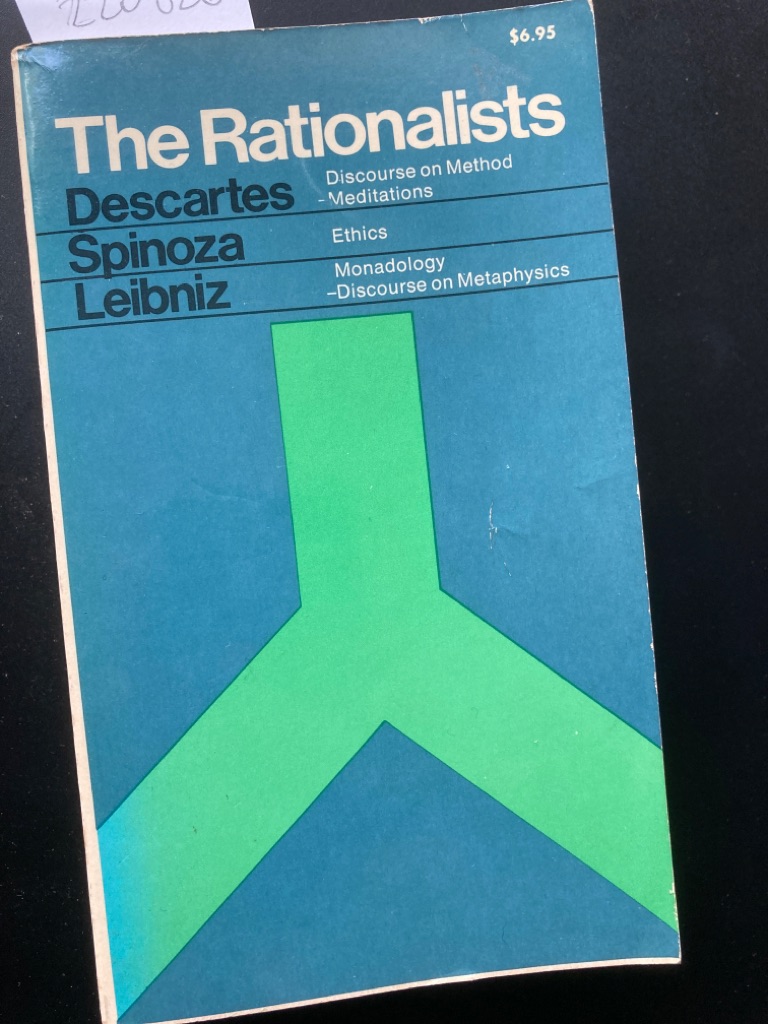 $6.95
The Rationalists
Descartes
Discourse on Method
- Meditations
Spinoza
Ethics
Leibniz
Monadology
–Discourse on Metaphysics